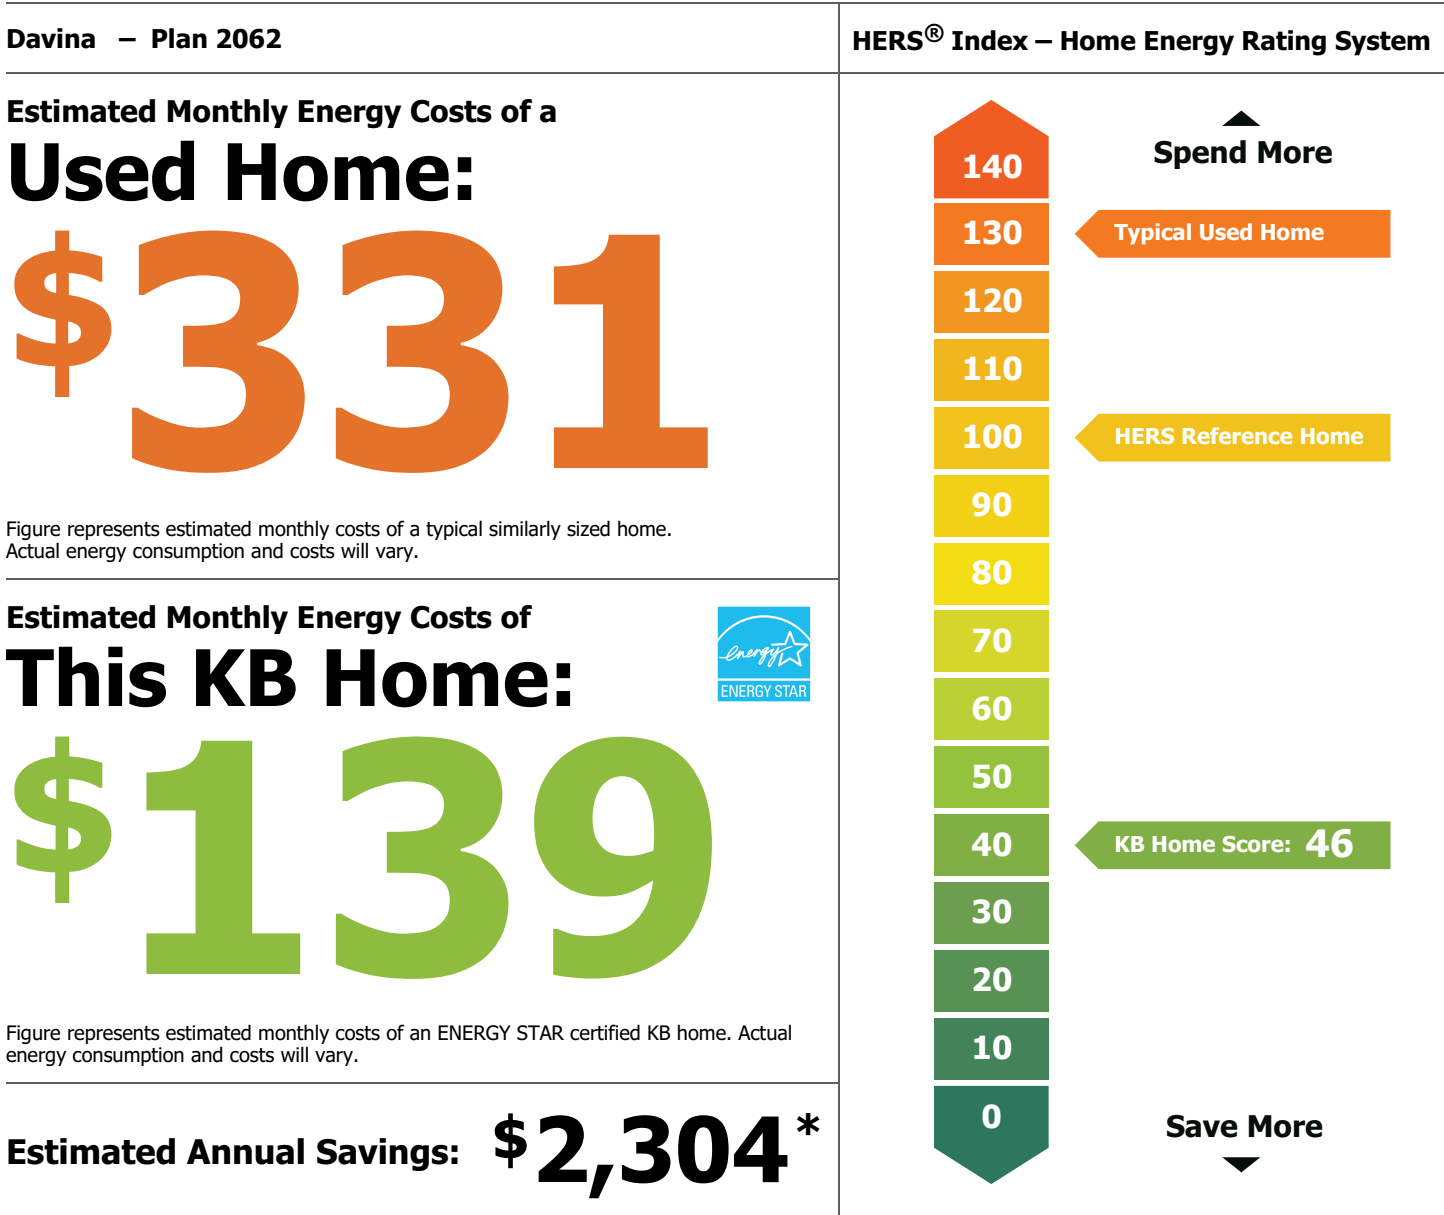 Davina – Plan 2062
Estimated Monthly Energy Costs of a
Used Home:
$331
Figure represents estimated monthly costs of a typical similarly sized home.
Actual energy consumption and costs will vary.
Estimated Monthly Energy Costs of
This KB Home:
energy
ENERGY STAR
$139
Figure represents estimated monthly costs of an ENERGY STAR certified KB home. Actual
energy consumption and costs will vary.
Estimated Annual Savings: $2,304*
HERS® Index – Home Energy Rating System
Spend More
140
130 Typical Used Home
120
110
100 HERS Reference Home
90
80
70
60
50
40 KB Home Score: 46
30
20
10
0
Save More